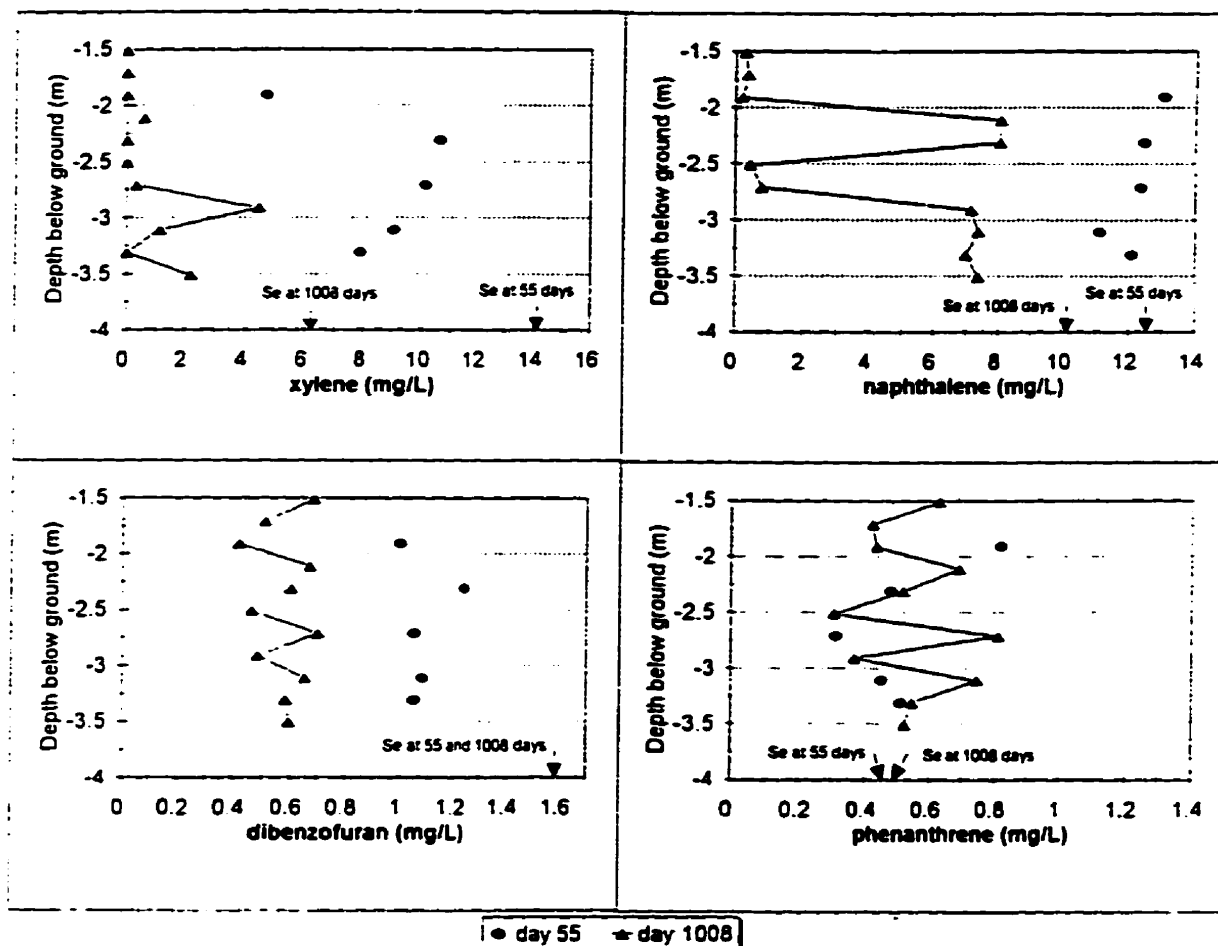 -1.5
-2
-2.5
-3
-3.5
-4
Depth below ground (m)
Se at 1008 days
Se at 55 days
0 2 4 6 8 10 12 14 16
xylene (mg/L)
-1.5
-2
-2.5
-3
-3.5
-4
Depth below ground (m)
Se at 1008 days
Se at 55 days
0 2 4 6 8 10 12 14
naphthalene (mg/L)
-1.5
-2
-2.5
-3
-3.5
-4
Depth below ground (m)
Se at 55 and 1008 days
0 0.2 0.4 0.6 0.8 1 1.2 1.4 1.6
dibenzofuran (mg/L)
-1.5
-2
-2.5
-3
-3.5
-4
Depth below ground (m)
Se at 55 days
Se at 1008 days
0 0.2 0.4 0.6 0.8 1 1.2 1.4
phenanthrene (mg/L)
day 55 day 1008